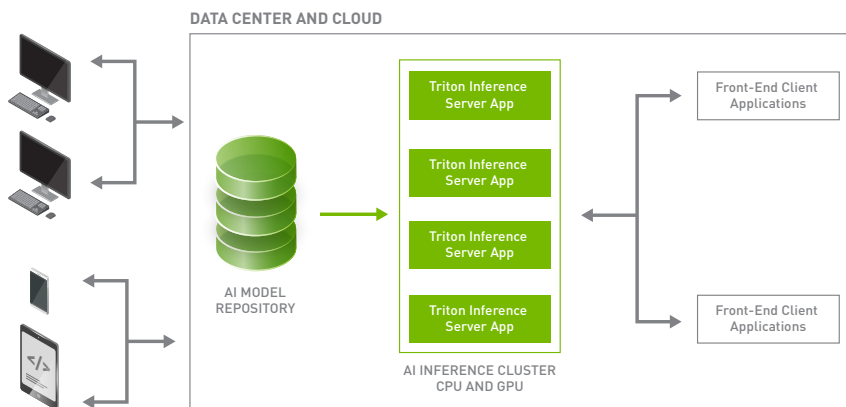 DATA CENTER AND CLOUD
Triton Inference
Server App
Triton Inference
Server App
Triton Inference
Server App
Triton Inference
Server App
Front-End Client
Applications
Front-End Client
Applications
AI MODEL
REPOSITORY
AI INFERENCE CLUSTER
CPU AND GPU
<//>